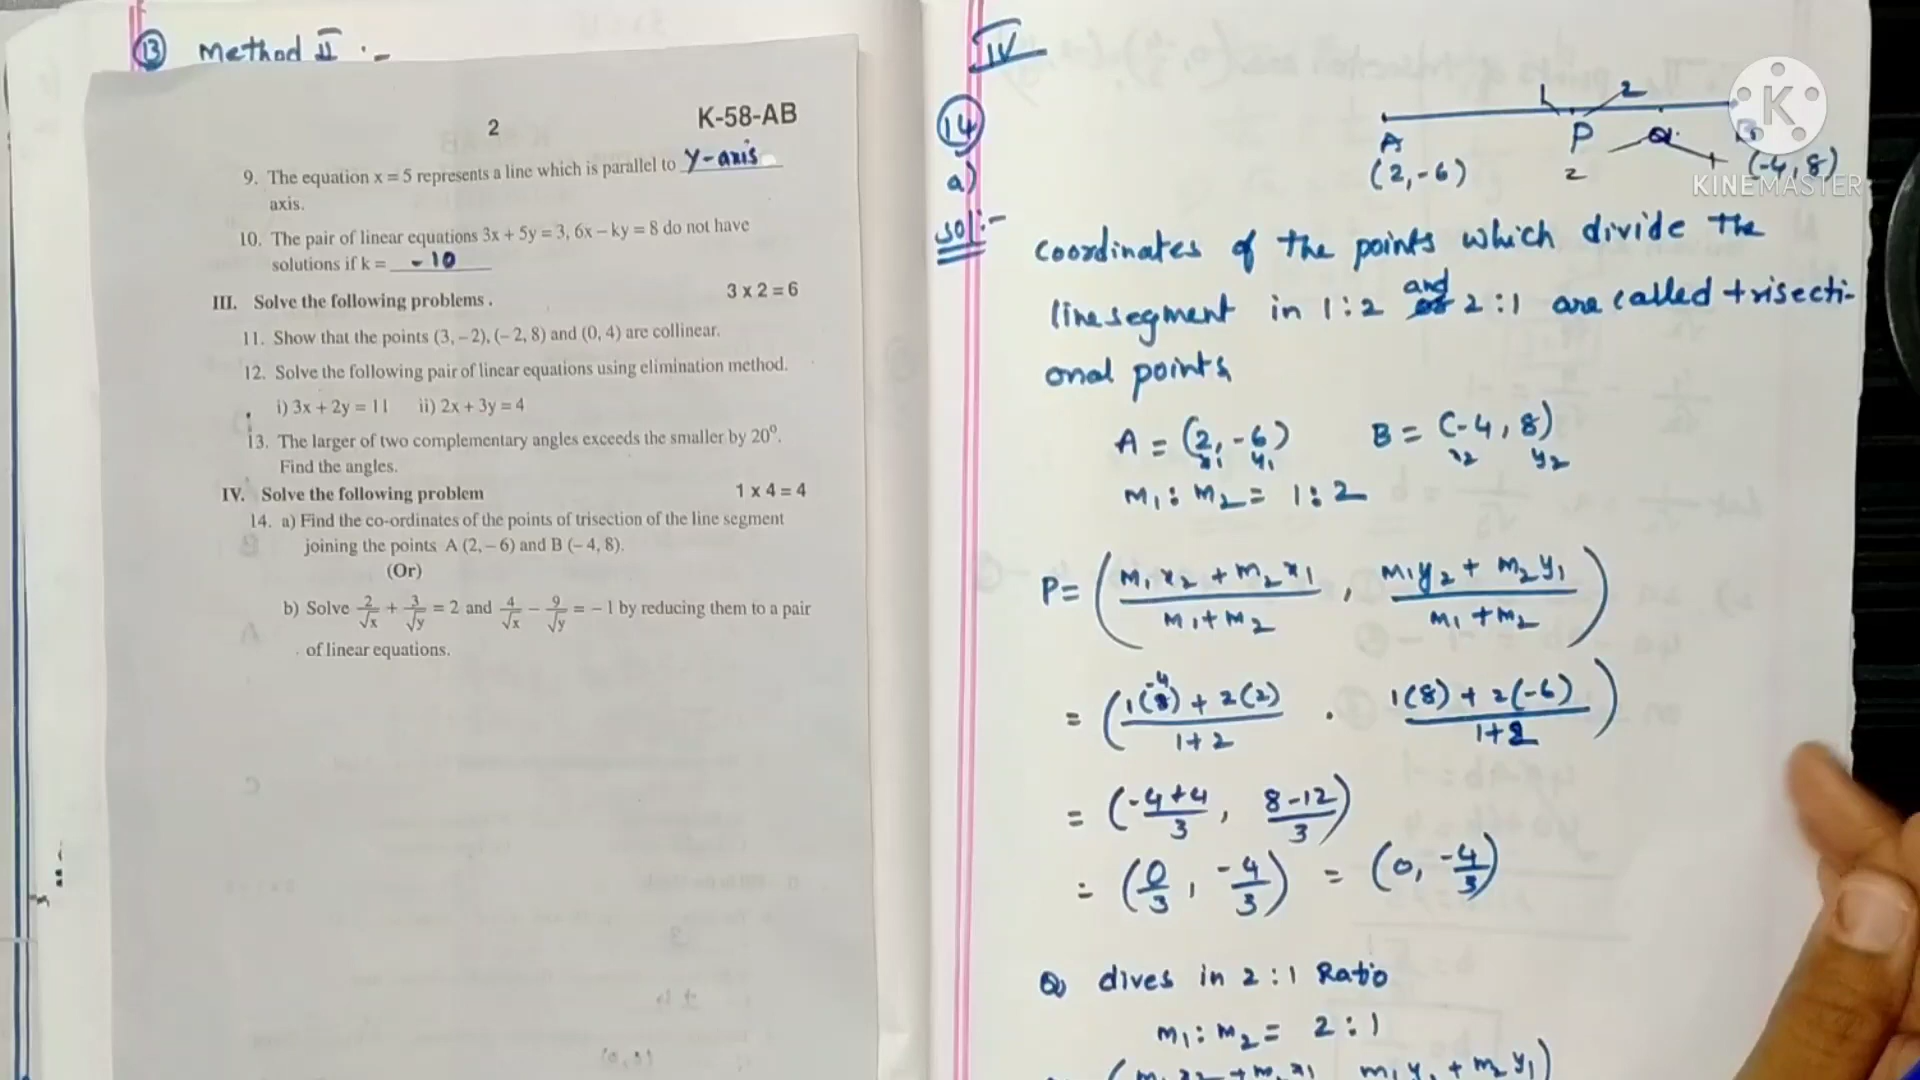 13 Method II :-
2
K-58-AB
9. The equation x = 5 represents a line which is parallel to y-axis
axis.
10. The pair of linear equations 3x + 5y = 3, 6x – ky = 8 do not have
solutions if k = -10
III. Solve the following problems .
3 x 2 = 6
11. Show that the points (3, – 2), (– 2, 8) and (0, 4) are collinear.
12. Solve the following pair of linear equations using elimination method.
i) 3x + 2y = 11 ii) 2x + 3y = 4
13. The larger of two complementary angles exceeds the smaller by 20⁰.
Find the angles.
IV. Solve the following problem
1 x 4 = 4
14. a) Find the co-ordinates of the points of trisection of the line segment
joining the points A (2, – 6) and B (– 4, 8).
(Or)
b) Solve 2/√x + 3/√y = 2 and 4/√x – 9/√y = – 1 by reducing them to a pair
of linear equations.
IV
14
a)
sol:-
1 2
A P Q B
(2,-6) 2 1 (-4,8)
K
KINEMASTER
coordinates of the points which divide the
line segment in 1:2 and 2:1 are called trisecti-
onal points
A = (2, -6) B = (-4, 8)
x1 y1 x2 y2
m1 : m2 = 1:2
P = ( (m1x2 + m2x1)/(m1+m2) , (m1y2 + m2y1)/(m1+m2) )
= ( (1(-4) + 2(2))/(1+2) . (1(8) + 2(-6))/(1+2) )
= ( (-4+4)/3 , (8-12)/3 )
= ( 0/3 , -4/3 ) = (0, -4/3)
Q dives in 2:1 Ratio
m1 : m2 = 2:1